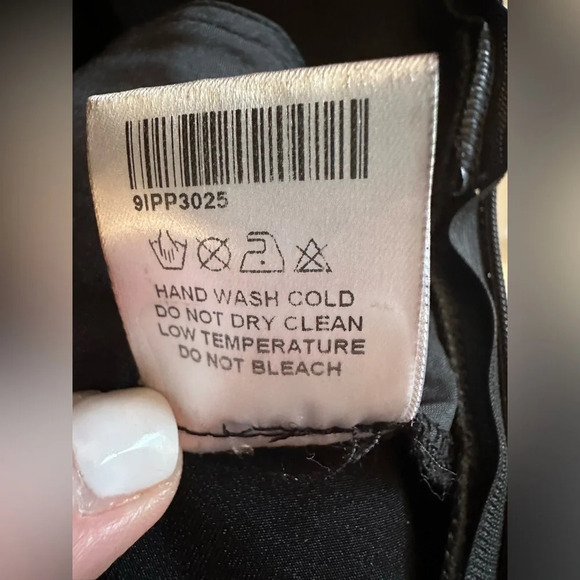 9IPP3025
HAND WASH COLD
DO NOT DRY CLEAN
LOW TEMPERATURE
DO NOT BLEACH